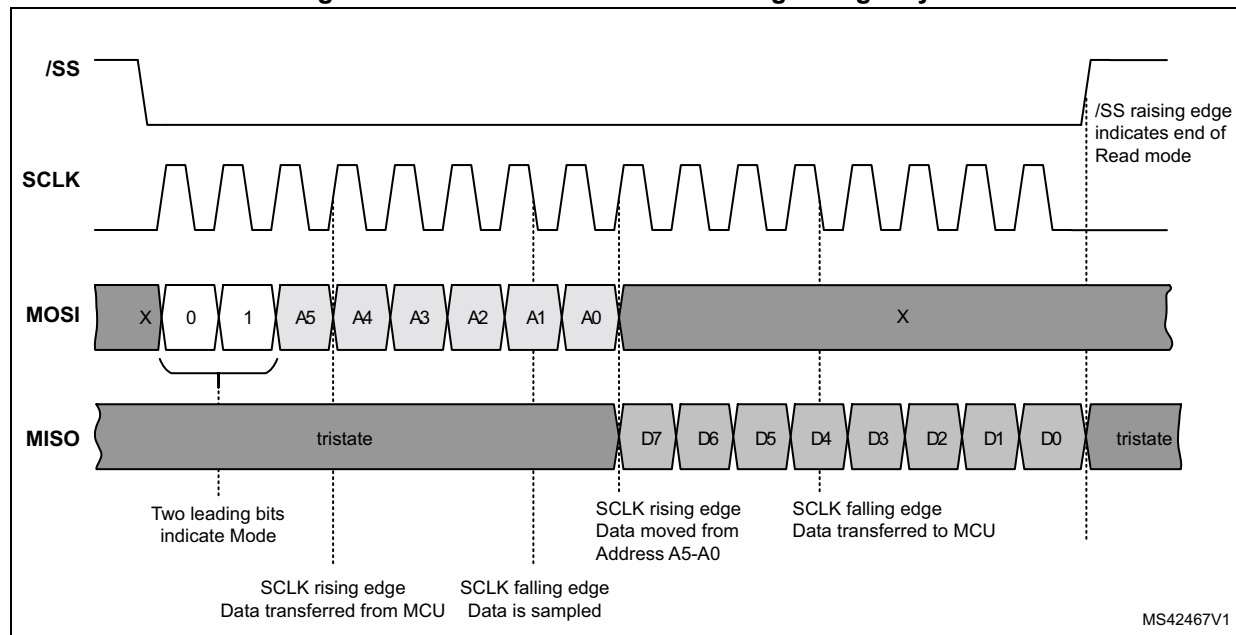 /SS
/SS raising edge
indicates end of
Read mode
SCLK
MOSI
X
0
1
A5
A4
A3
A2
A1
A0
X
MISO
tristate
D7
D6
D5
D4
D3
D2
D1
D0
tristate
Two leading bits
indicate Mode
SCLK rising edge
Data moved from
Address A5-A0
SCLK falling edge
Data transferred to MCU
SCLK rising edge
Data transferred from MCU
SCLK falling edge
Data is sampled
MS42467V1